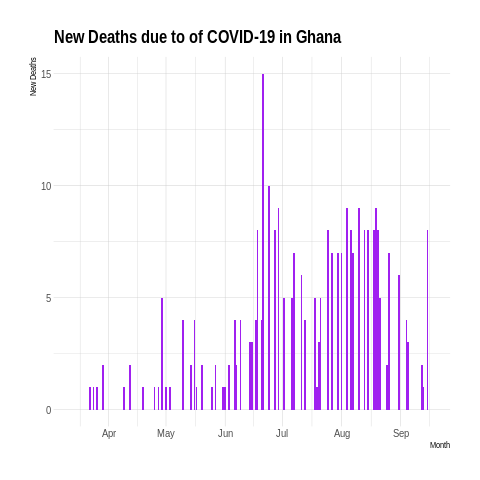 New Deaths due to of COVID-19 in Ghana
New Deaths
15
10
5
0
Apr May Jun Jul Aug Sep
Month